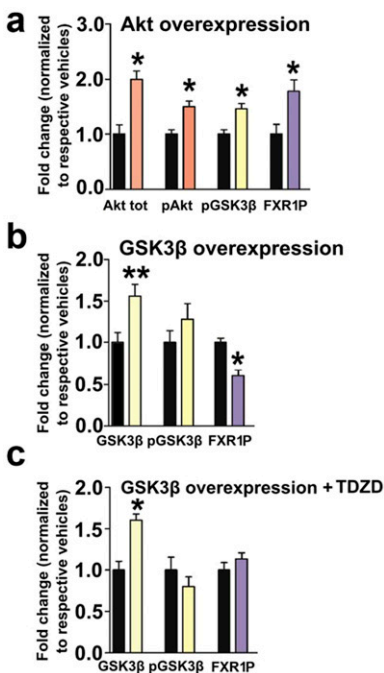 a
Akt overexpression
Fold change (normalized
to respective vehicles)
3.0
2.0
1.0
0.0
*
*
*
*
Akt tot pAkt pGSK3β FXR1P
b
GSK3β overexpression
Fold change (normalized
to respective vehicles)
2.0
1.5
1.0
0.5
0.0
**
*
GSK3β pGSK3β FXR1P
c
GSK3β overexpression + TDZD
Fold change (normalized
to respective vehicles)
2.0
1.5
1.0
0.5
0.0
*
GSK3β pGSK3β FXR1P